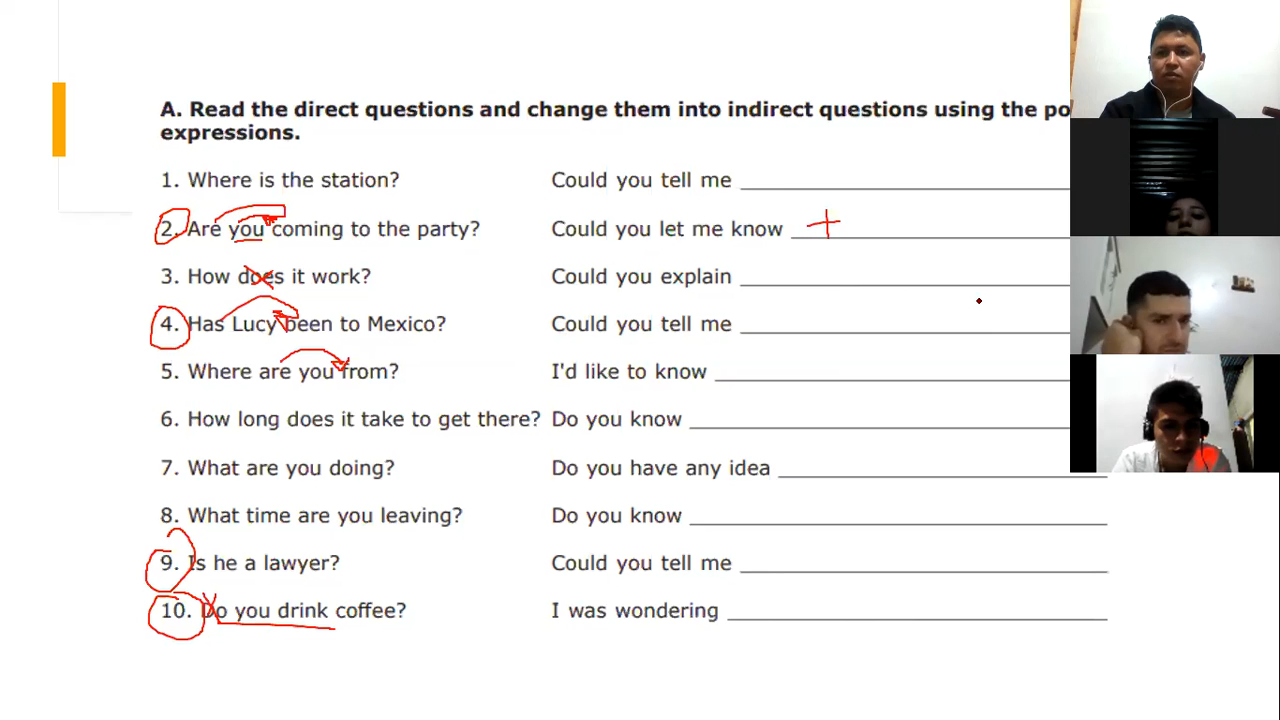 A. Read the direct questions and change them into indirect questions using the po
expressions.
1. Where is the station? Could you tell me
2. Are you coming to the party? Could you let me know +
3. How does it work? Could you explain
4. Has Lucy been to Mexico? Could you tell me
5. Where are you from? I'd like to know
6. How long does it take to get there? Do you know
7. What are you doing? Do you have any idea
8. What time are you leaving? Do you know
9. Is he a lawyer? Could you tell me
10. Do you drink coffee? I was wondering